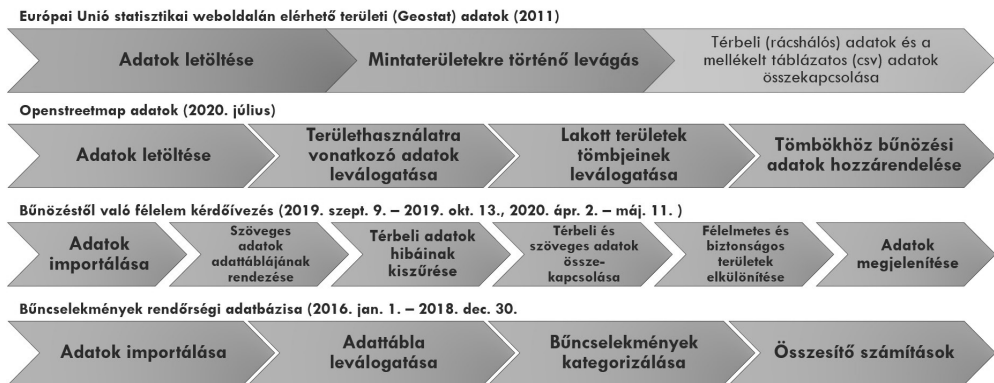 Európai Unió statisztikai weboldalán elérhető területi (Geostat) adatok (2011)
Adatok letöltése
Mintaterületekre történő levágás
Térbeli (rácshálós) adatok és a
mellékelt táblázatos (csv) adatok
összekapcsolása
Openstreetmap adatok (2020. július)
Adatok letöltése
Területhasználatra
vonatkozó adatok
leválogatása
Lakott területek
tömbjeinek
leválogatása
Tömbökhöz bűnözési
adatok hozzárendelése
Bűnözéstől való félelem kérdőívezés (2019. szept. 9. – 2019. okt. 13., 2020. ápr. 2. – máj. 11. )
Adatok
importálása
Szöveges
adatok
adattáblájának
rendezése
Térbeli adatok
hibáinak
kiszűrése
Térbeli és
szöveges adatok
össze-
kapcsolása
Félelmetes és
biztonságos
területek
elkülönítése
Adatok
megjelenítése
Bűncselekmények rendőrségi adatbázisa (2016. jan. 1. – 2018. dec. 30.
Adatok importálása
Adattábla
leválogatása
Bűncselekmények
kategorizálása
Összesítő számítások